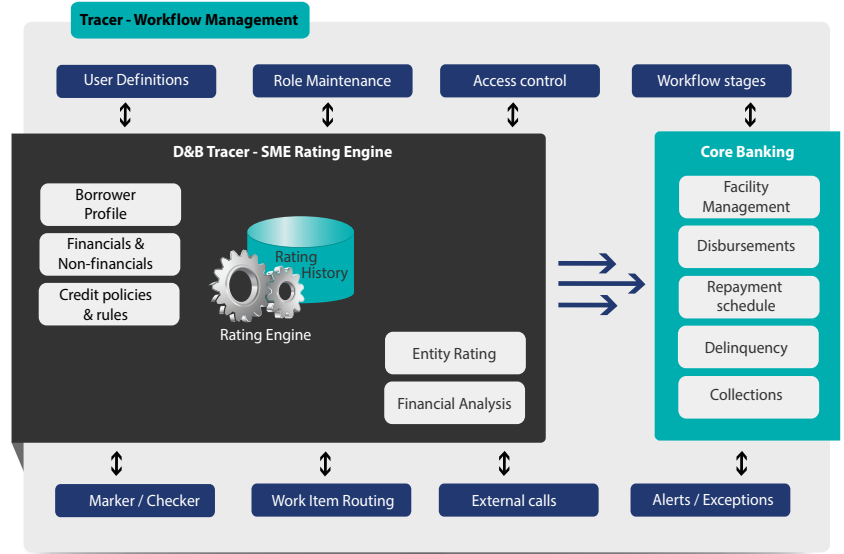 Tracer - Workflow Management
User Definitions
Role Maintenance
Access control
Workflow stages
D&B Tracer - SME Rating Engine
Borrower
Profile
Financials &
Non-financials
Credit policies
& rules
Rating
History
Rating Engine
Entity Rating
Financial Analysis
Core Banking
Facility
Management
Disbursements
Repayment
schedule
Delinquency
Collections
Marker / Checker
Work Item Routing
External calls
Alerts / Exceptions